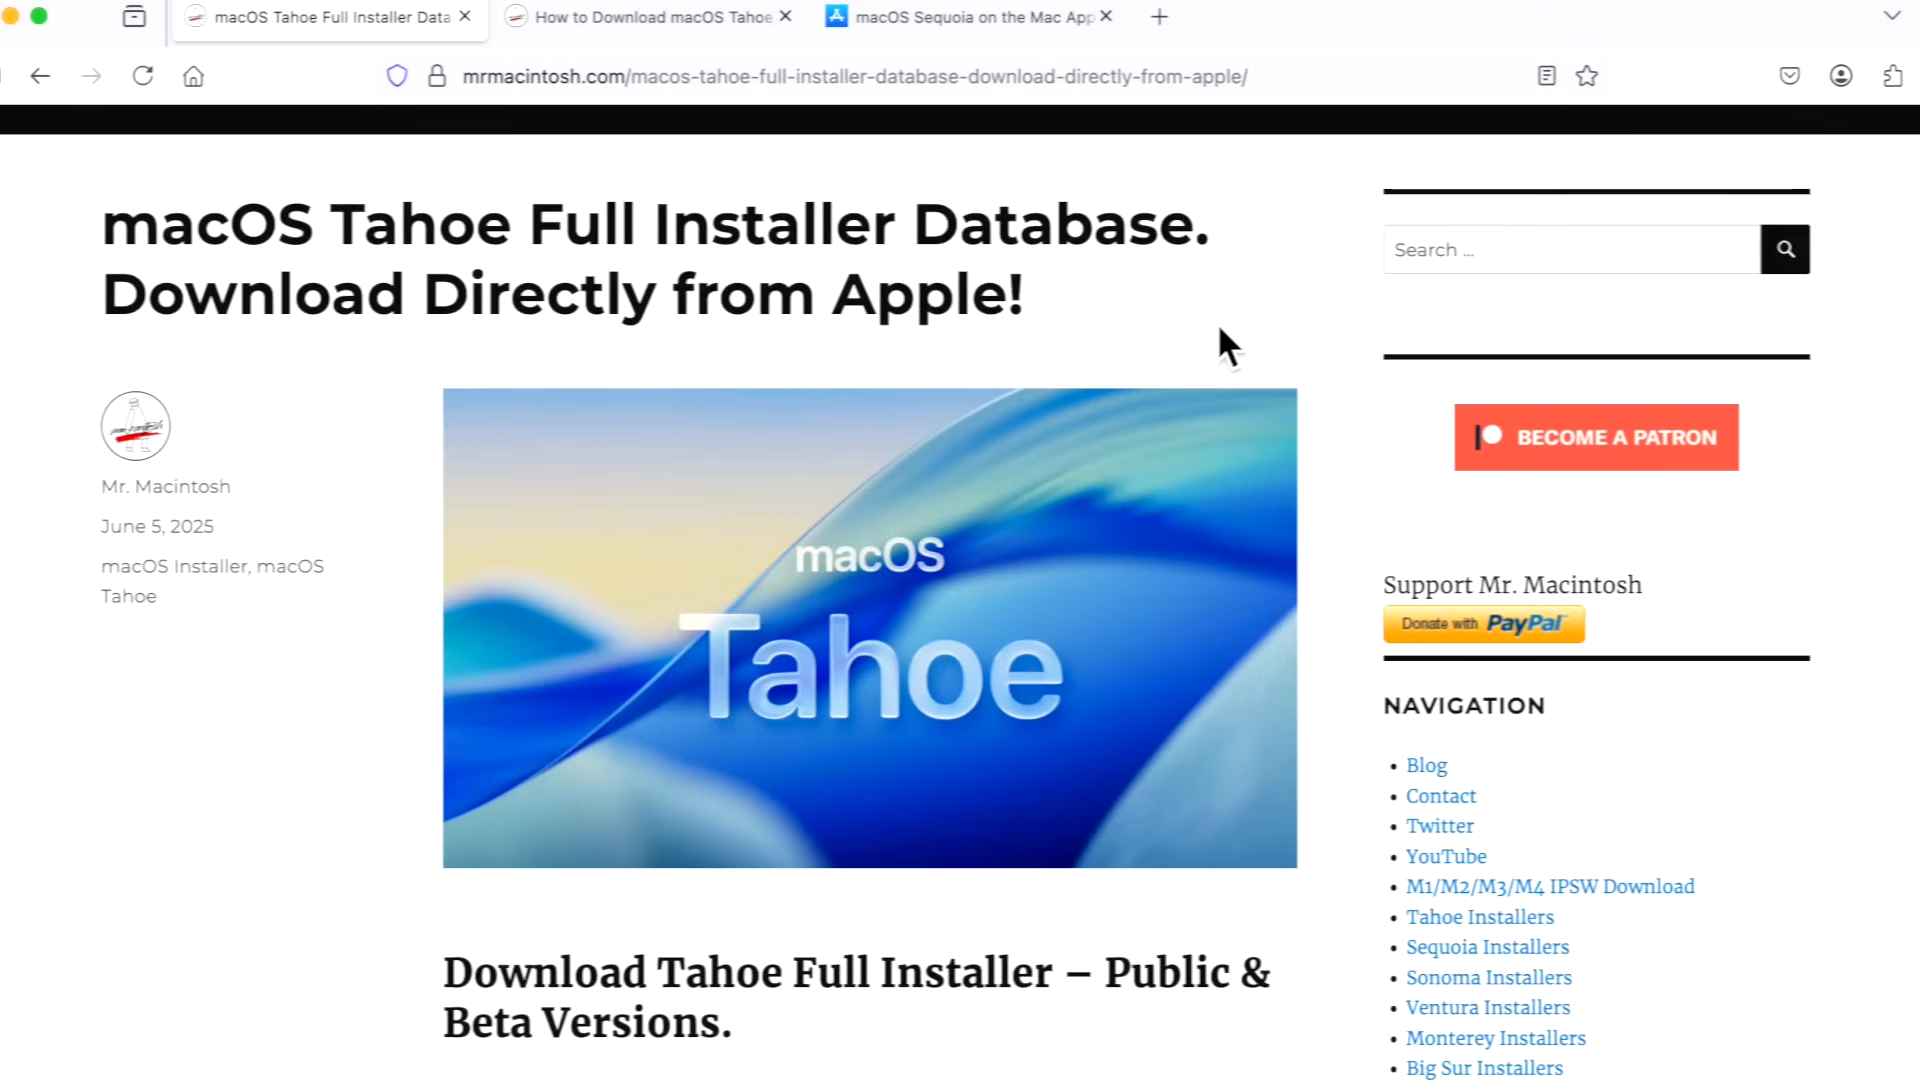 macOS Tahoe Full Installer Data
How to Download macOS Tahoe
macOS Sequoia on the Mac App
mrmacintosh.com/macos-tahoe-full-installer-database-download-directly-from-apple/
macOS Tahoe Full Installer Database.
Download Directly from Apple!
Search …
BECOME A PATRON
Mr. Macintosh
June 5, 2025
macOS Installer, macOS
Tahoe
macOS
Tahoe
Support Mr. Macintosh
Donate with PayPal
NAVIGATION
• Blog
• Contact
• Twitter
• YouTube
• M1/M2/M3/M4 IPSW Download
• Tahoe Installers
• Sequoia Installers
• Sonoma Installers
• Ventura Installers
• Monterey Installers
• Big Sur Installers
Download Tahoe Full Installer – Public &
Beta Versions.